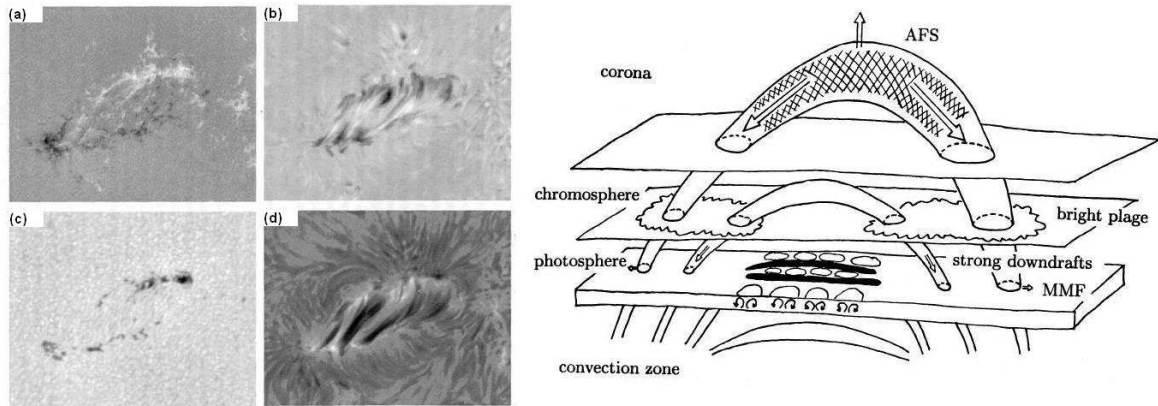 (a)
(b)
(c)
(d)
AFS
corona
chromosphere
bright plage
photosphere
strong downdrafts
MMF
convection zone